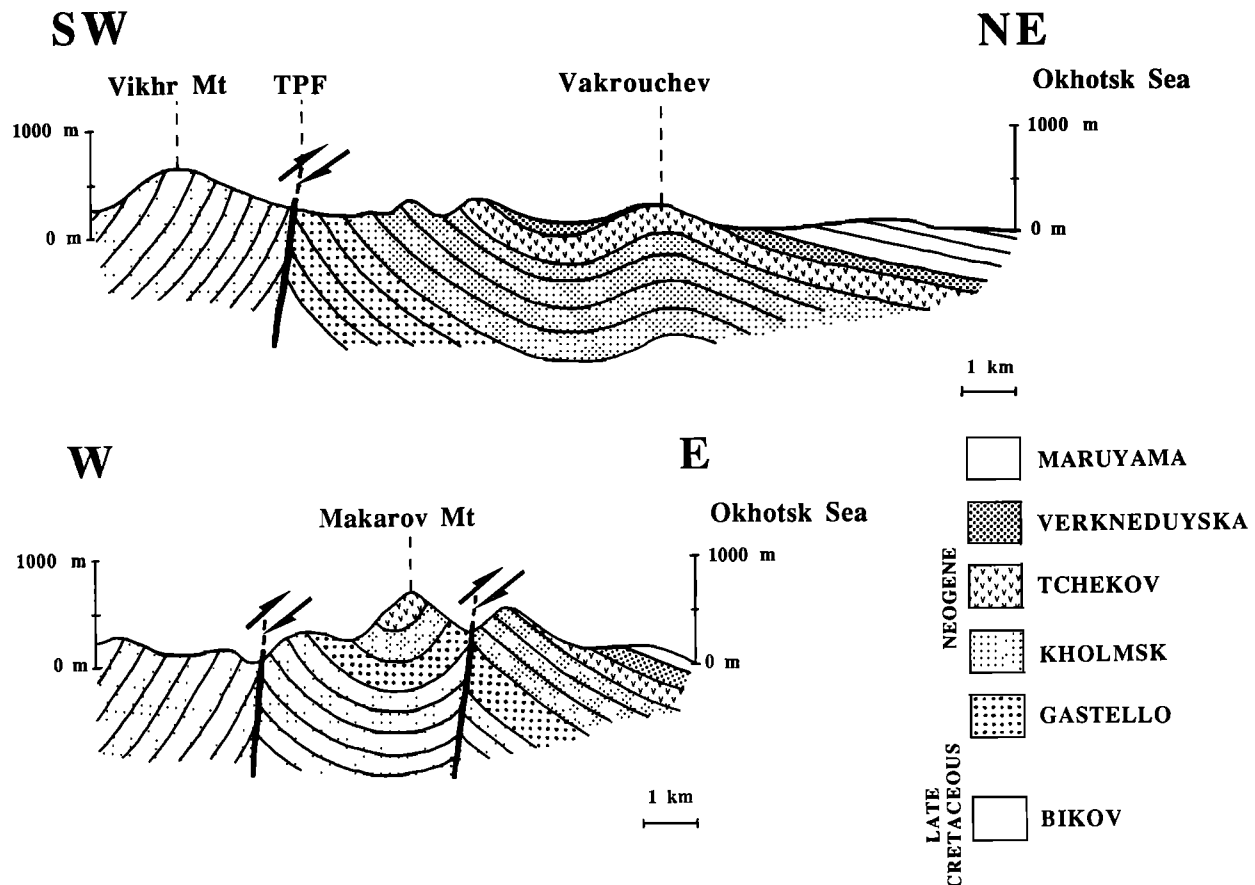 SW
NE
Vikhr Mt
TPF
Vakrouchev
Okhotsk Sea
1000 m
1000 m
0 m
0 m
1 km
W
E
Makarov Mt
Okhotsk Sea
1000 m
1000 m
0 m
0 m
1 km
NEOGENE
MARUYAMA
VERKNEDUYSKA
TCHEKOV
KHOLMSK
GASTELLO
LATE
CRETACEOUS
BIKOV